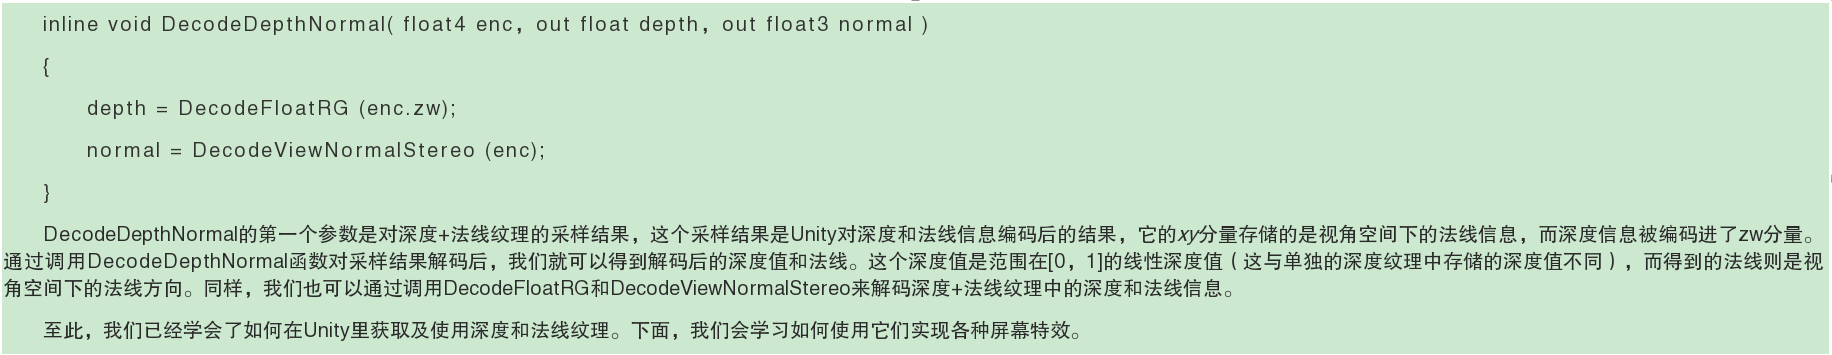 inline void DecodeDepthNormal( float4 enc, out float depth, out float3 normal )
{
depth = DecodeFloatRG (enc.zw);
normal = DecodeViewNormalStereo (enc);
}
DecodeDepthNormal的第一个参数是对深度+法线纹理的采样结果，这个采样结果是Unity对深度和法线信息编码后的结果，它的xy分量存储的是视角空间下的法线信息，而深度信息被编码进了zw分量。
通过调用DecodeDepthNormal函数对采样结果解码后，我们就可以得到解码后的深度值和法线。这个深度值是范围在[0，1]的线性深度值（这与单独的深度纹理中存储的深度值不同），而得到的法线则是视
角空间下的法线方向。同样，我们也可以通过调用DecodeFloatRG和DecodeViewNormalStereo来解码深度+法线纹理中的深度和法线信息。
至此，我们已经学会了如何在Unity里获取及使用深度和法线纹理。下面，我们会学习如何使用它们实现各种屏幕特效。